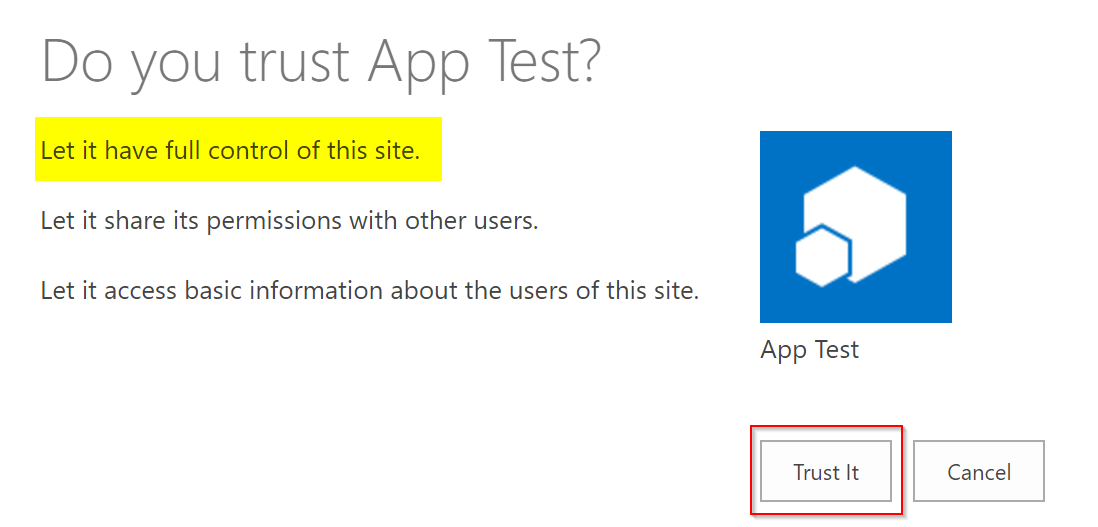 Do you trust App Test?
Let it have full control of this site.
Let it share its permissions with other users.
Let it access basic information about the users of this site.
App Test
Trust It
Cancel